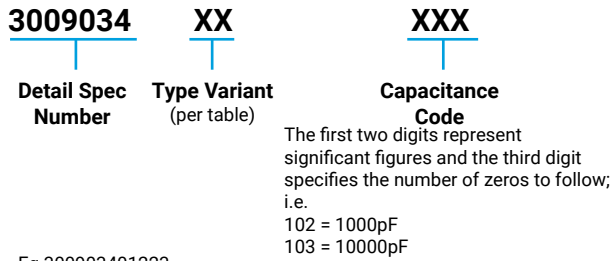 3009034 XX XXX
Detail Spec Number
Type Variant
(per table)
Capacitance Code
The first two digits represent
significant figures and the third digit
specifies the number of zeros to follow;
i.e.
102 = 1000pF
103 = 10000pF